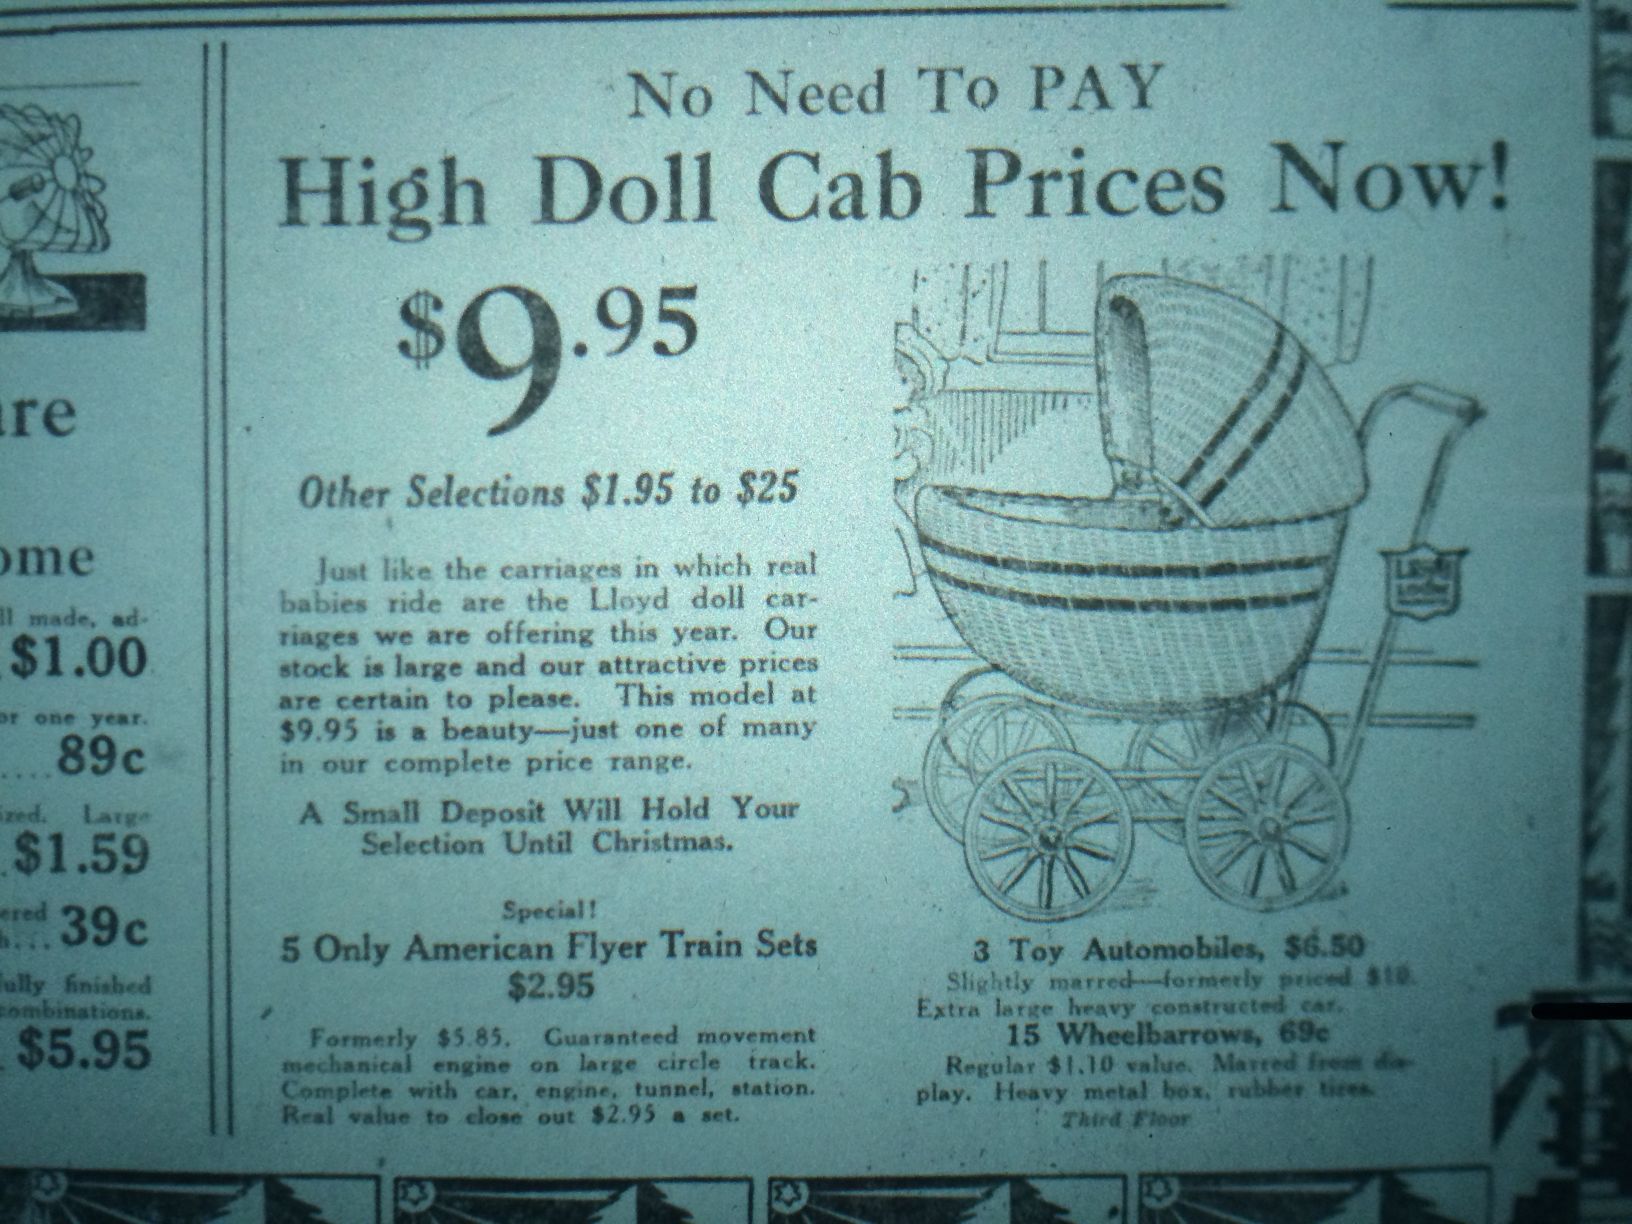 No Need To PAY
High Doll Cab Prices Now!
$9.95
Other Selections $1.95 to $25
Just like the carriages in which real
babies ride are the Lloyd doll car-
riages we are offering this year. Our
stock is large and our attractive prices
are certain to please. This model at
$9.95 is a beauty—just one of many
in our complete price range.
A Small Deposit Will Hold Your
Selection Until Christmas.
Special!
5 Only American Flyer Train Sets
$2.95
Formerly $5.85. Guaranteed movement
mechanical engine on large circle track.
Complete with car, engine, tunnel, station.
Real value to close out $2.95 a set.
3 Toy Automobiles, $6.50
Slightly marred—formerly priced $10.
Extra large heavy constructed car.
15 Wheelbarrows, 69c
Regular $1.10 value. Marred from dis-
play. Heavy metal box, rubber tires.
Third Floor
are
ome
ll made, ad-
$1.00
or one year.
....89c
ized. Large
.$1.59
ered
h... 39c
fully finished
combinations.
$5.95